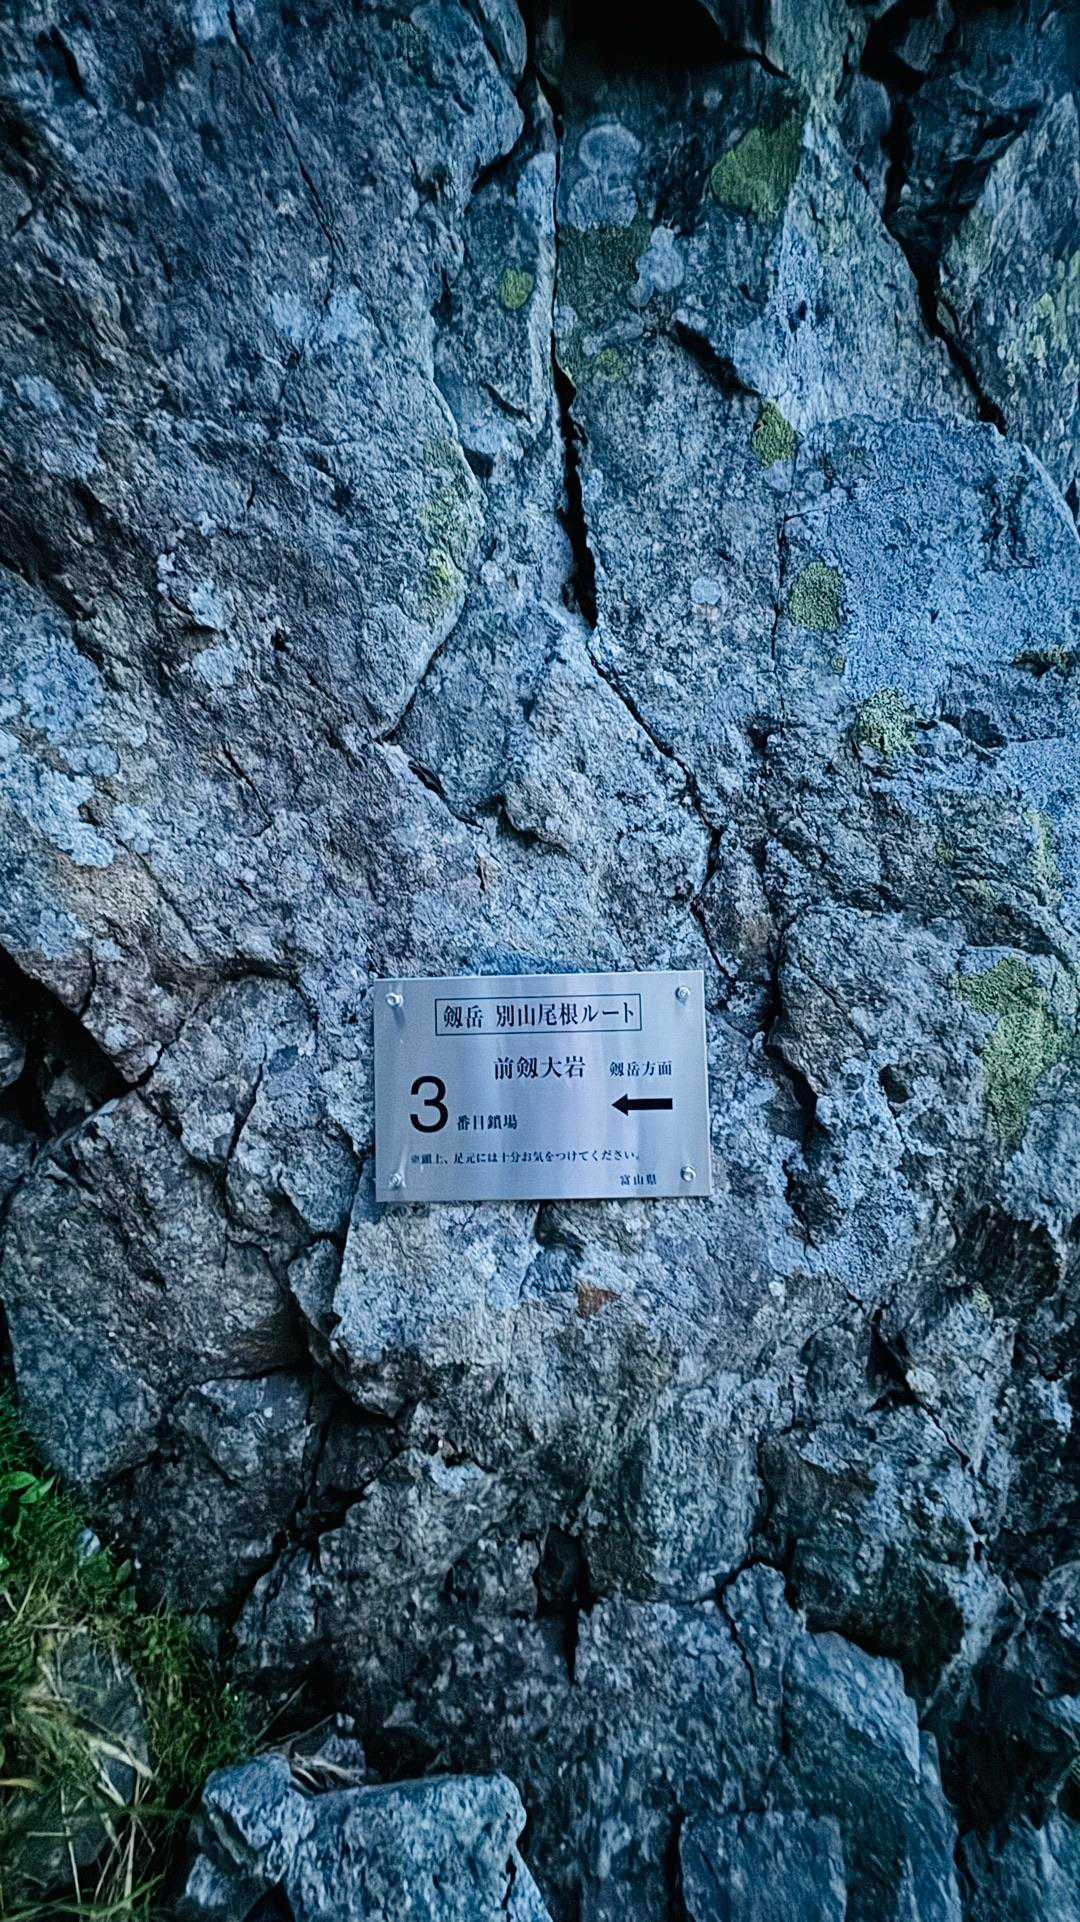 剱岳 別山尾根ルート
前剱大岩 剱岳方面
3番目鎖場 ←
※頭上、足元には十分お気をつけてください。
富山県